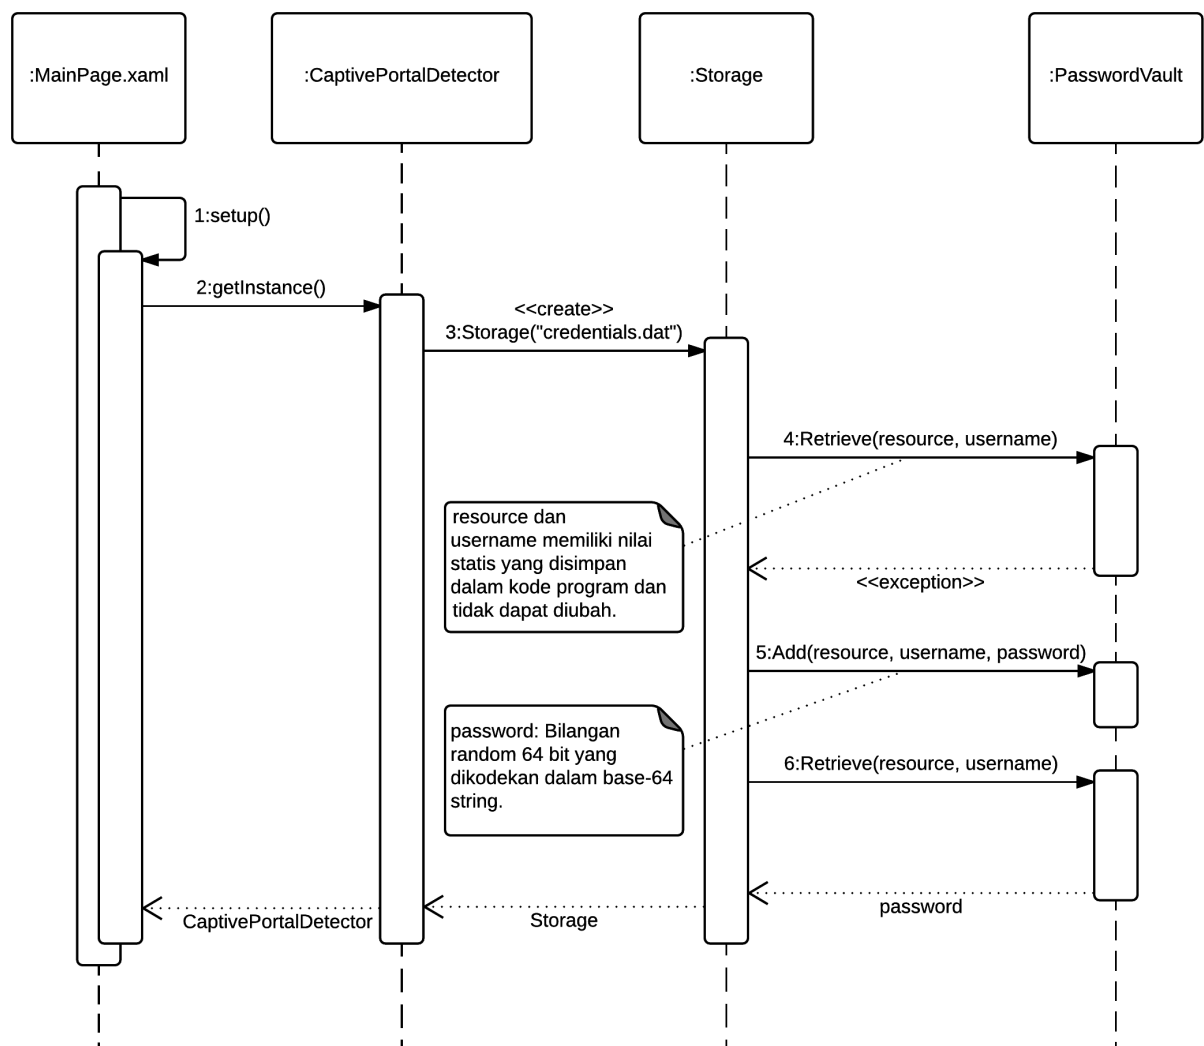 :MainPage.xaml
:CaptivePortalDetector
:Storage
:PasswordVault
1:setup()
2:getInstance()
<<create>>
3:Storage("credentials.dat")
4:Retrieve(resource, username)
resource dan
username memiliki nilai
statis yang disimpan
dalam kode program dan
tidak dapat diubah.
<<exception>>
5:Add(resource, username, password)
password: Bilangan
random 64 bit yang
dikodekan dalam base-64
string.
6:Retrieve(resource, username)
password
Storage
CaptivePortalDetector